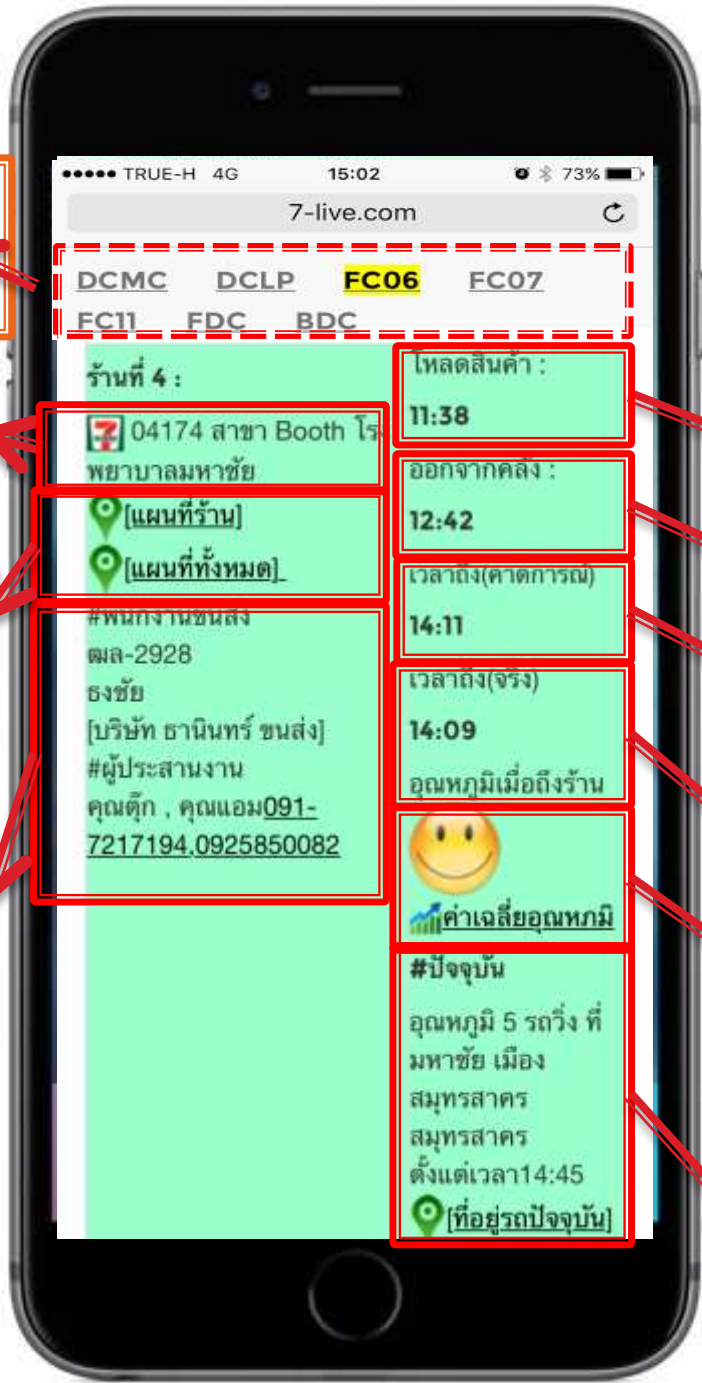 TRUE-H 4G 15:02 73%
7-live.com
DCMC DCLP FC06 FC07
FC11 FDC BDC
ร้านที่ 4 :
04174 สาขา Booth โร
พยาบาลมหาชัย
[แผนที่ร้าน]
[แผนที่ทั้งหมด]
#พนักงานขนส่ง
ฒล-2928
ธงชัย
[บริษัท ธานินทร์ ขนส่ง]
#ผู้ประสานงาน
คุณตุ๊ก , คุณแอม091-
7217194,0925850082
โหลดสินค้า :
11:38
ออกจากคลัง :
12:42
เวลาถึง(คาดการณ์)
14:11
เวลาถึง(จริง)
14:09
อุณหภูมิเมื่อถึงร้าน
ค่าเฉลี่ยอุณหภมิ
#ปัจจุบัน
อุณหภูมิ 5 รถวิ่ง ที่
มหาชัย เมือง
สมุทรสาคร
สมุทรสาคร
ตั้งแต่เวลา14:45
[ที่อยู่รถปัจจุบัน]